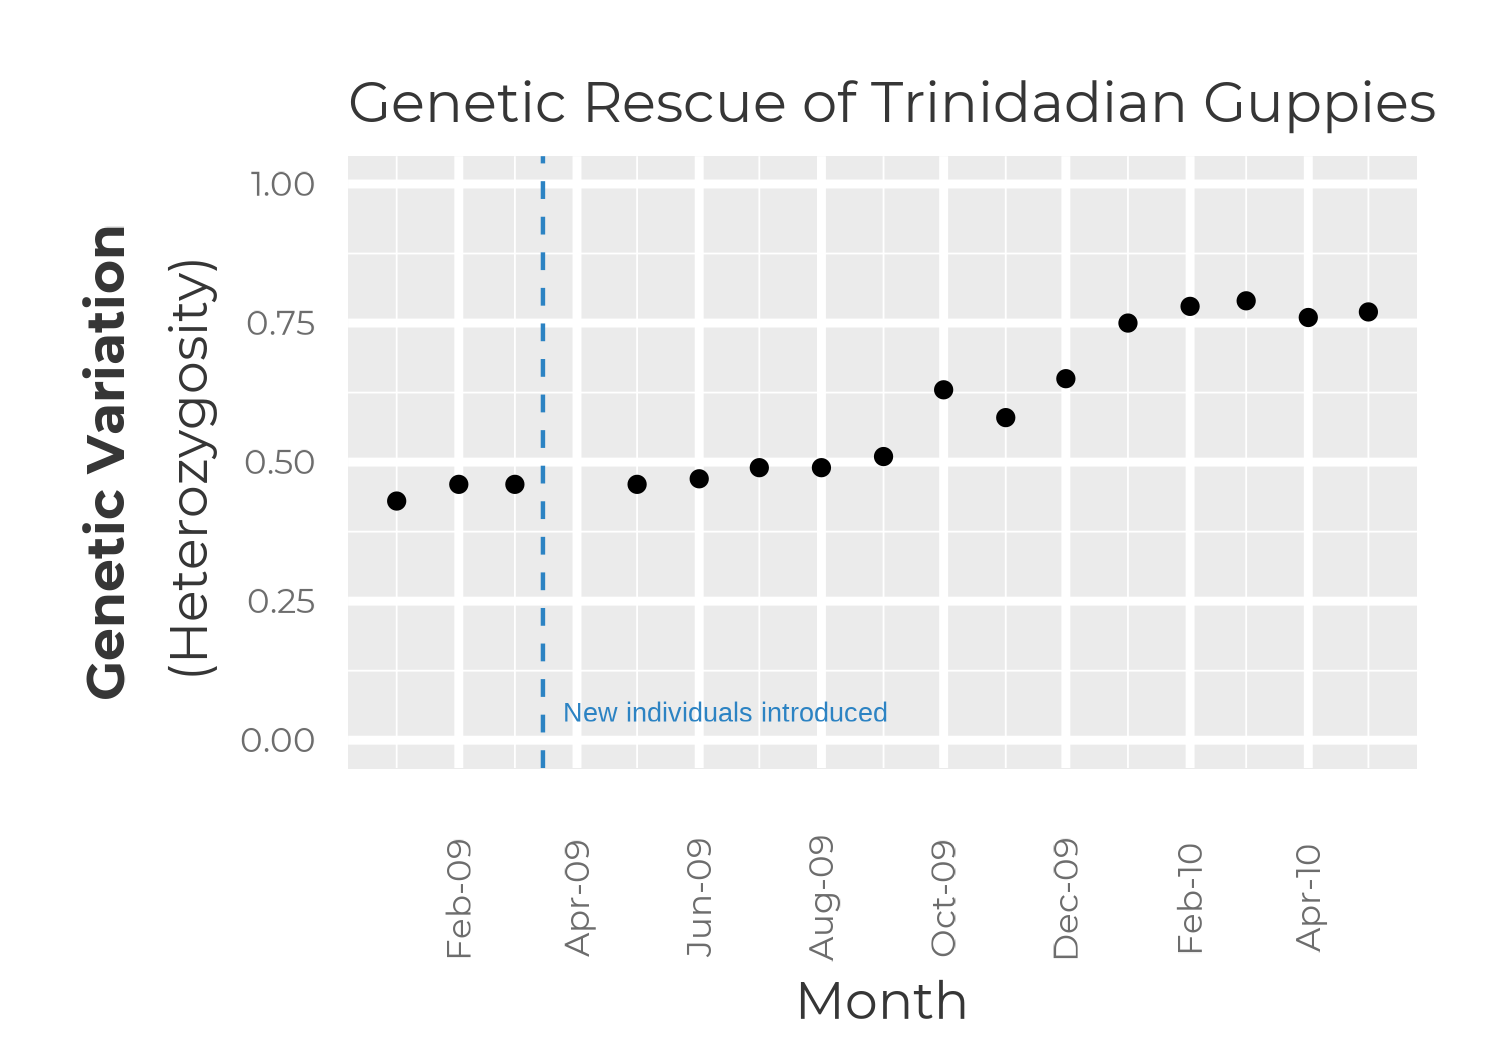 Genetic Rescue of Trinidadian Guppies
Genetic Variation
(Heterozygosity)
1.00
0.75
0.50
0.25
0.00
New individuals introduced
Feb-09
Apr-09
Jun-09
Aug-09
Oct-09
Dec-09
Feb-10
Apr-10
Month